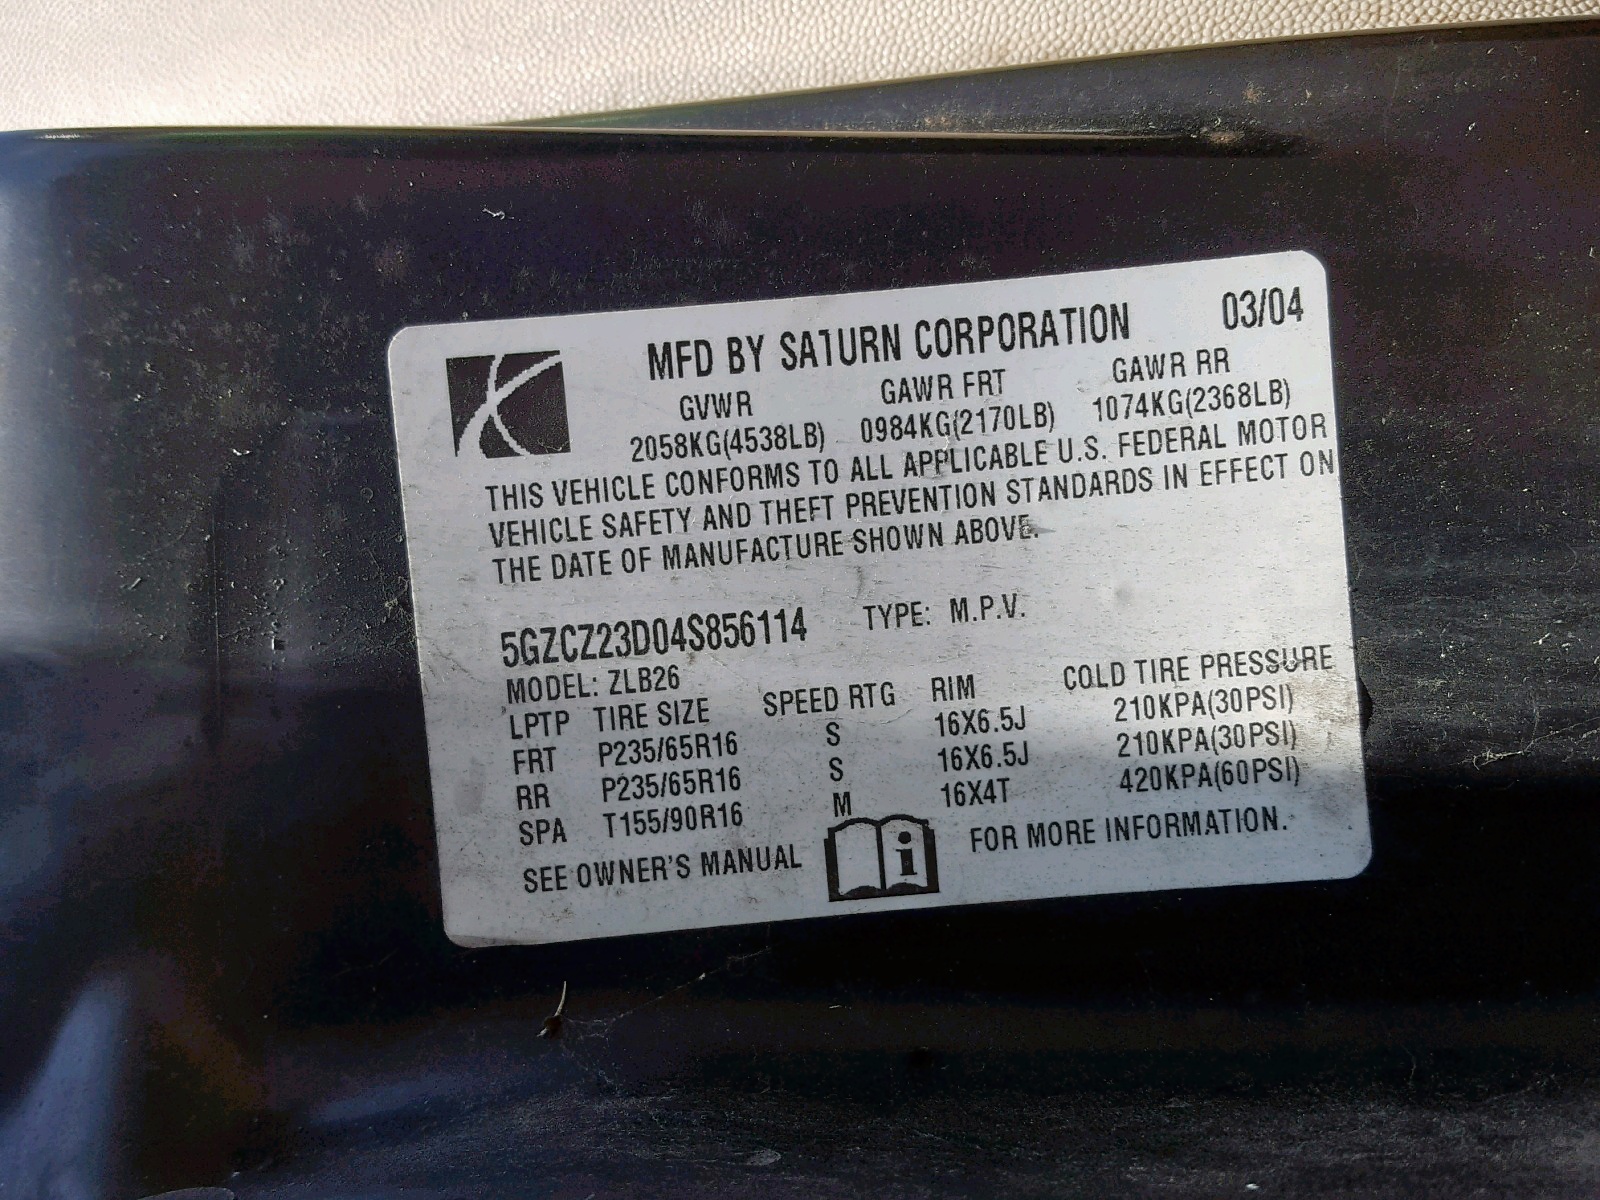 MFD BY SATURN CORPORATION 03/04
GVWR GAWR FRT GAWR RR
2058KG(4538LB) 0984KG(2170LB) 1074KG(2368LB)
THIS VEHICLE CONFORMS TO ALL APPLICABLE U.S. FEDERAL MOTOR
VEHICLE SAFETY AND THEFT PREVENTION STANDARDS IN EFFECT ON
THE DATE OF MANUFACTURE SHOWN ABOVE.
5GZCZ23D04S856114 TYPE: M.P.V.
MODEL: ZLB26
LPTP TIRE SIZE SPEED RTG RIM COLD TIRE PRESSURE
FRT P235/65R16 S 16X6.5J 210KPA(30PSI)
RR P235/65R16 S 16X6.5J 210KPA(30PSI)
SPA T155/90R16 M 16X4T 420KPA(60PSI)
SEE OWNER'S MANUAL i FOR MORE INFORMATION.